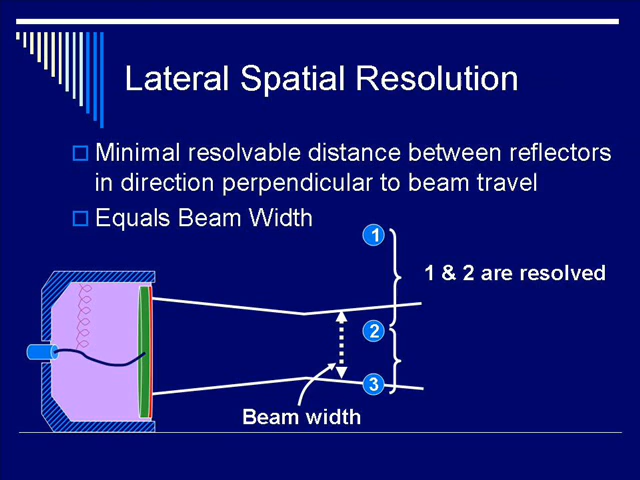 Lateral Spatial Resolution
Minimal resolvable distance between reflectors
in direction perpendicular to beam travel
Equals Beam Width
1
1 & 2 are resolved
2
3
Beam width